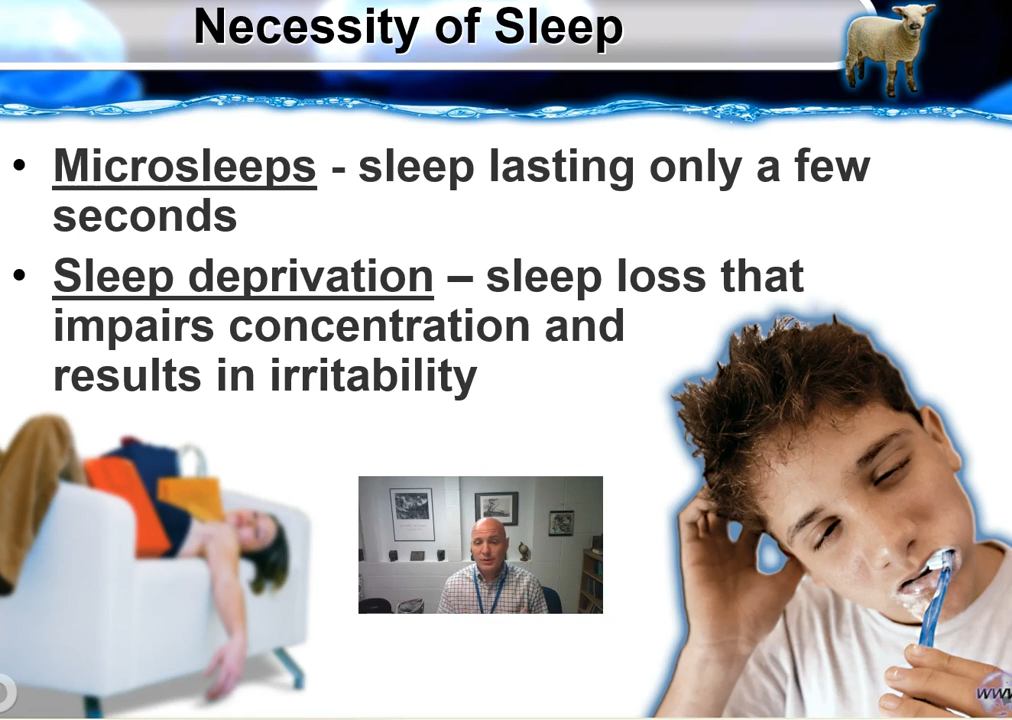 Necessity of Sleep
• Microsleeps - sleep lasting only a few
seconds
• Sleep deprivation – sleep loss that
impairs concentration and
results in irritability
www